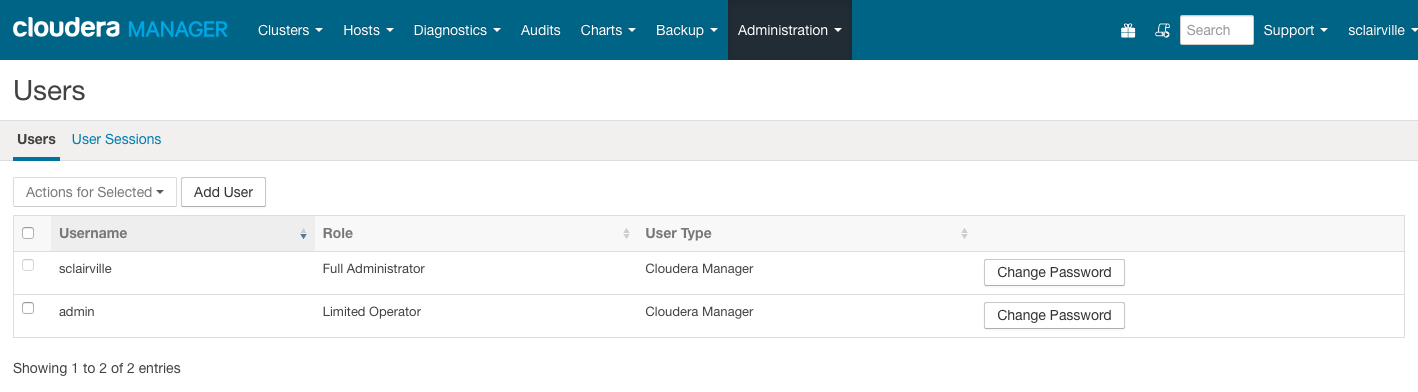 cloudera MANAGER Clusters Hosts Diagnostics Audits Charts Backup Administration Search Support sclairville
Users
Users User Sessions
Actions for Selected Add User
Username Role User Type
sclairville Full Administrator Cloudera Manager Change Password
admin Limited Operator Cloudera Manager Change Password
Showing 1 to 2 of 2 entries